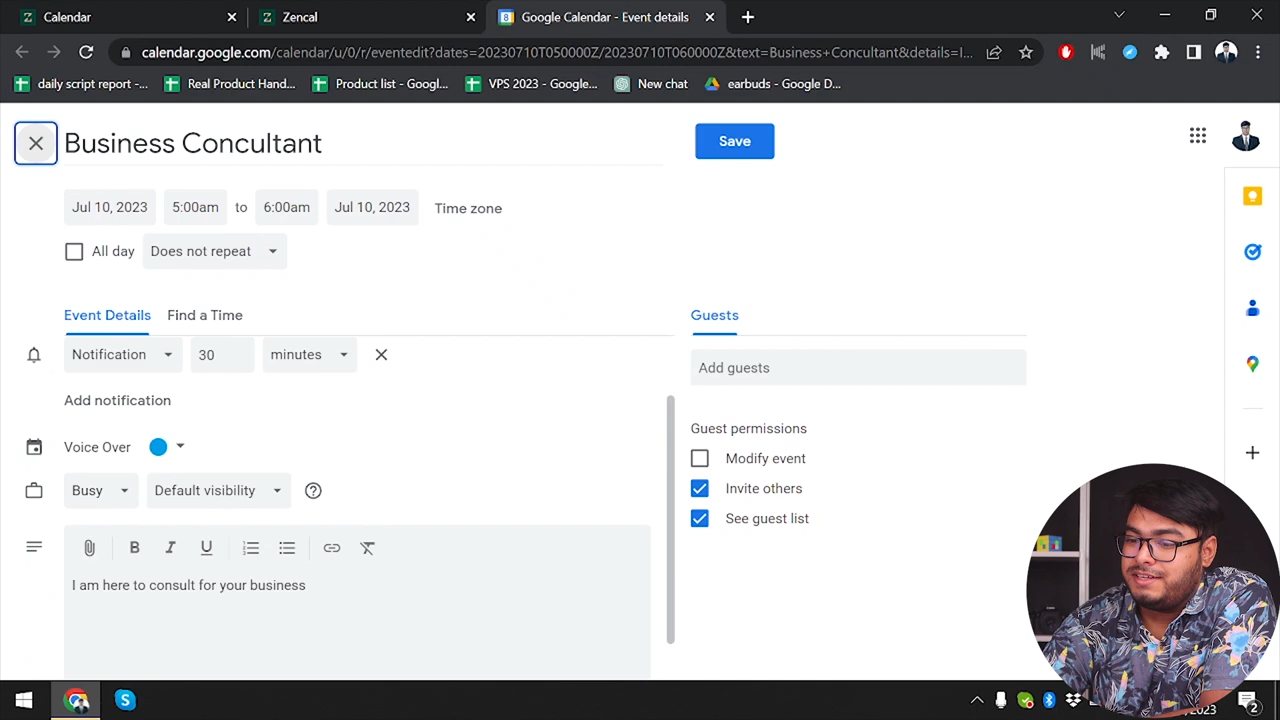 Calendar
Zencal
Google Calendar - Event details
calendar.google.com/calendar/u/0/r/eventedit?dates=20230710T050000Z/20230710T060000Z&text=Business+Concultant&details=I...
daily script report -...
Real Product Hand...
Product list - Googl...
VPS 2023 - Google...
New chat
earbuds - Google D...
Business Concultant
Save
Jul 10, 2023 5:00am to 6:00am Jul 10, 2023 Time zone
All day Does not repeat
Event Details Find a Time
Guests
Notification 30 minutes
Add guests
Add notification
Guest permissions
Voice Over
Modify event
Busy Default visibility
Invite others
See guest list
I am here to consult for your business
2